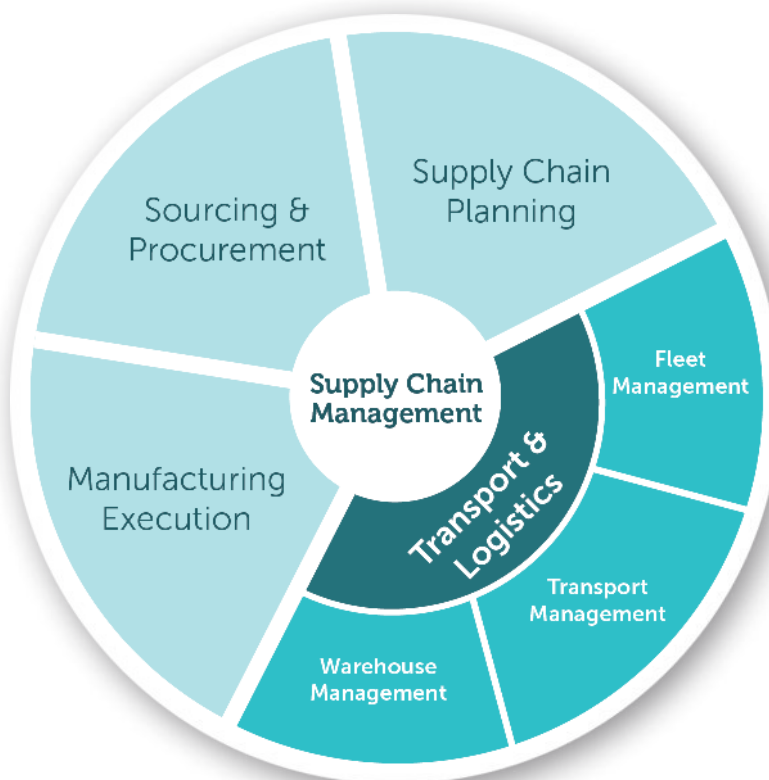 Supply Chain
Planning
Sourcing &
Procurement
Fleet
Management
Supply Chain
Management
Transport &
Logistics
Manufacturing
Execution
Transport
Management
Warehouse
Management